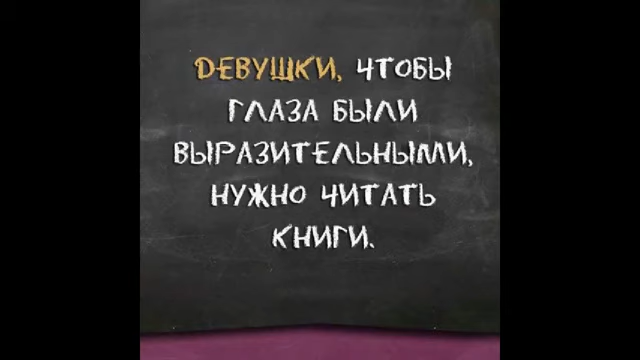 ДЕВУШКИ, ЧТОБЫ
ГЛАЗА БЫЛИ
ВЫРАЗИТЕЛЬНЫМИ,
НУЖНО ЧИТАТЬ
КНИГИ.